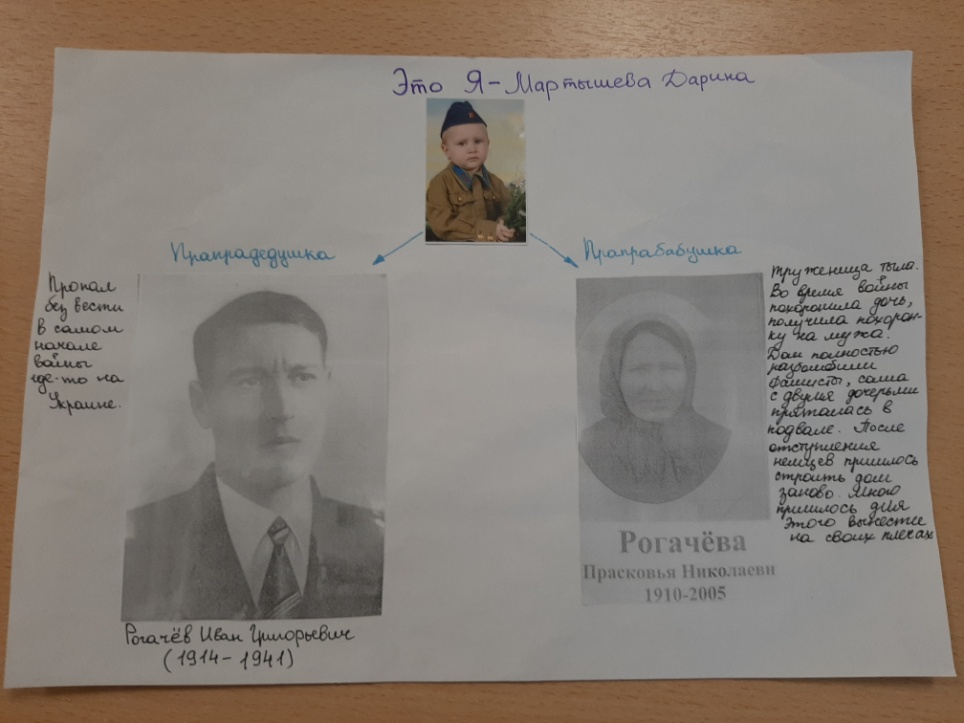 Это Я - Мартышева Дарина
Прапрадедушка
Пропал
без вести
в самом
начале
войны
где-то на
Украине.
Рогачёв Иван Григорьевич
(1914 - 1941)
Прапрабабушка
Труженица тыла.
Во время войны
похоронила дочь,
получила похорон-
ку на мужа.
Дом полностью
разбомбили
фашисты, сама
с двумя дочерьми
пряталась в
подвале. После
отступления
немцев пришлось
строить дом
заново. Много
пришлось для
этого вынести
на своих плечах
Рогачёва
Прасковья Николаевн
1910-2005